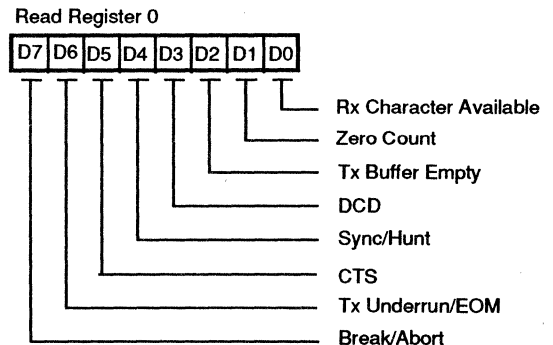 Read Register 0
D7 D6 D5 D4 D3 D2 D1 D0
Rx Character Available
Zero Count
Tx Buffer Empty
DCD
Sync/Hunt
CTS
Tx Underrun/EOM
Break/Abort